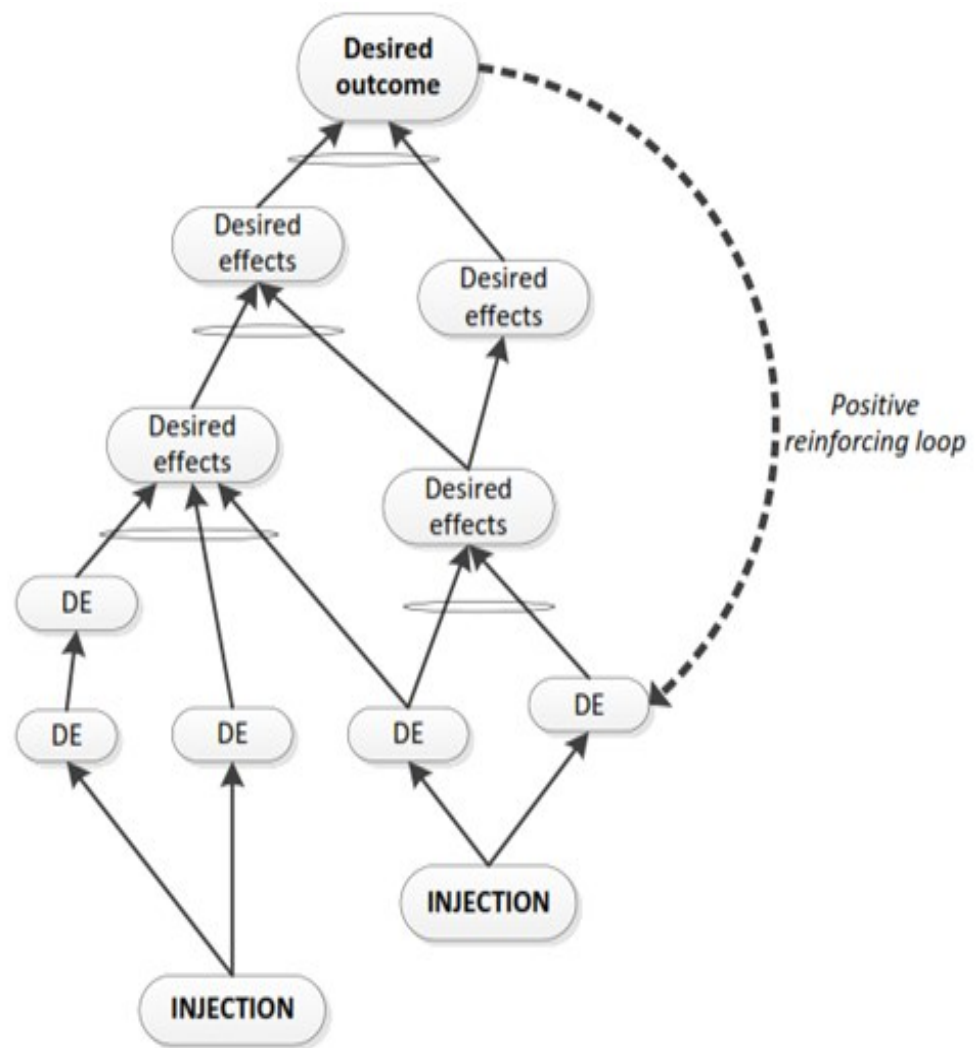 Desired
outcome
Desired
effects
Desired
effects
Positive
reinforcing loop
Desired
effects
Desired
effects
DE
DE
DE
DE
DE
INJECTION
INJECTION